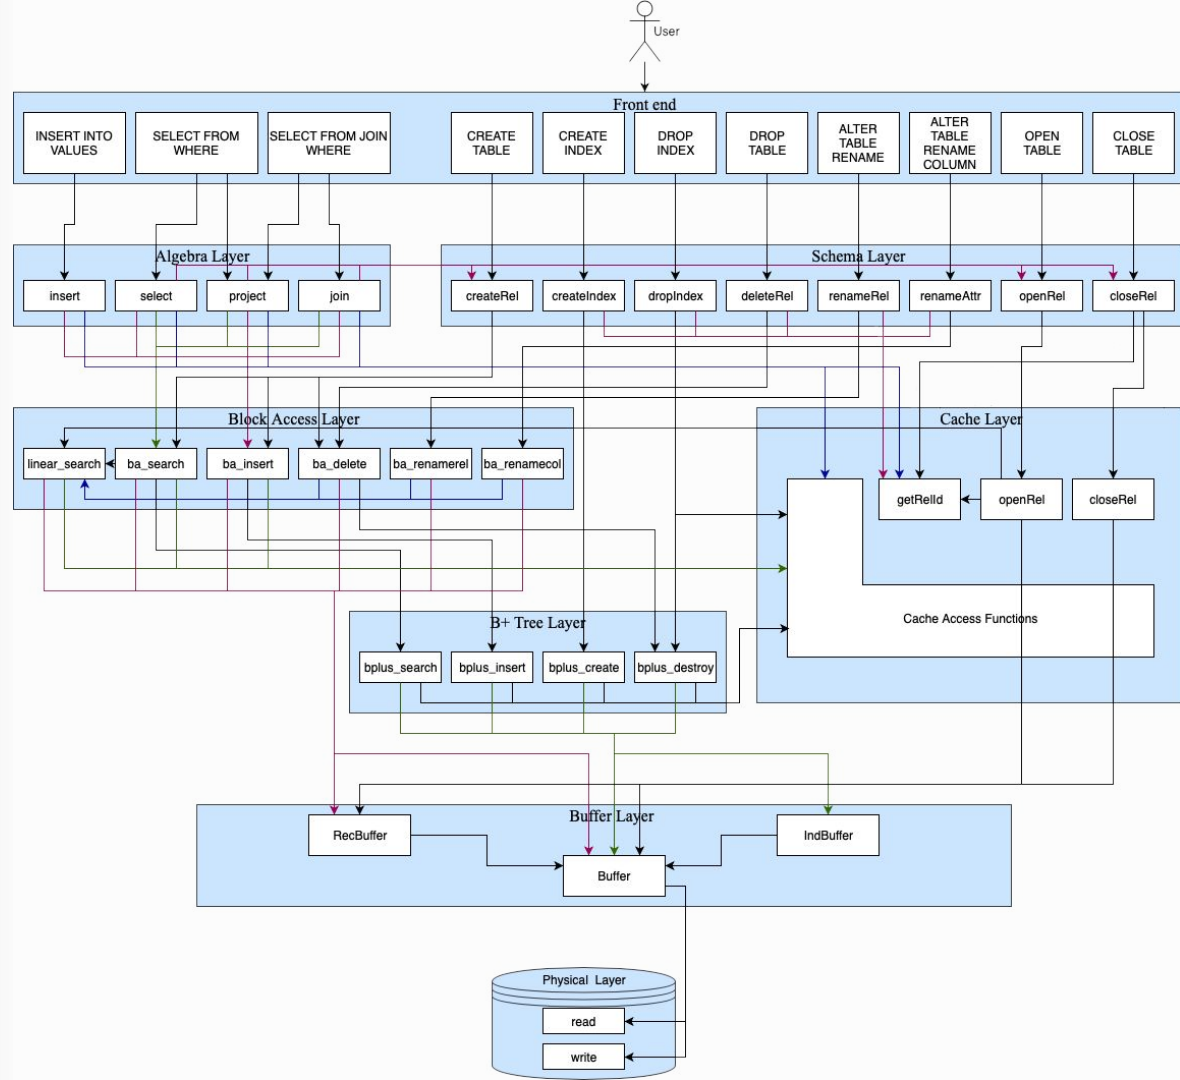 User
Front end
INSERT INTO
VALUES
SELECT FROM
WHERE
SELECT FROM JOIN
WHERE
CREATE
TABLE
CREATE
INDEX
DROP
INDEX
DROP
TABLE
ALTER
TABLE
RENAME
ALTER
TABLE
RENAME
COLUMN
OPEN
TABLE
CLOSE
TABLE
Algebra Layer
insert
select
project
join
Schema Layer
createRel
createIndex
dropIndex
deleteRel
renameRel
renameAttr
openRel
closeRel
Block Access Layer
linear_search
ba_search
ba_insert
ba_delete
ba_renamerel
ba_renamecol
Cache Layer
getRelId
openRel
closeRel
Cache Access Functions
B+ Tree Layer
bplus_search
bplus_insert
bplus_create
bplus_destroy
Buffer Layer
RecBuffer
IndBuffer
Buffer
Physical Layer
read
write